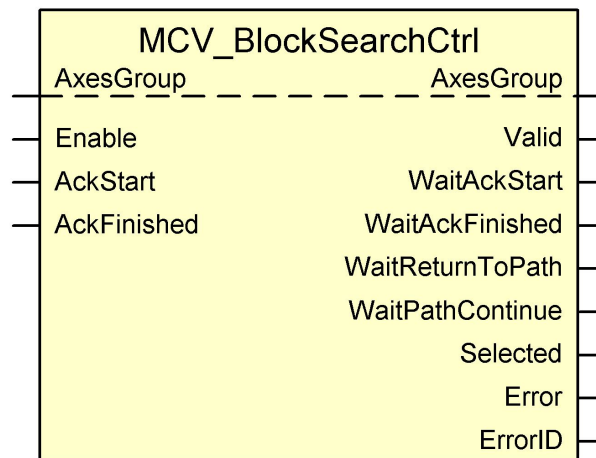 MCV_BlockSearchCtrl
AxesGroup AxesGroup
Enable Valid
AckStart WaitAckStart
AckFinished WaitAckFinished
WaitReturnToPath
WaitPathContinue
Selected
Error
ErrorID